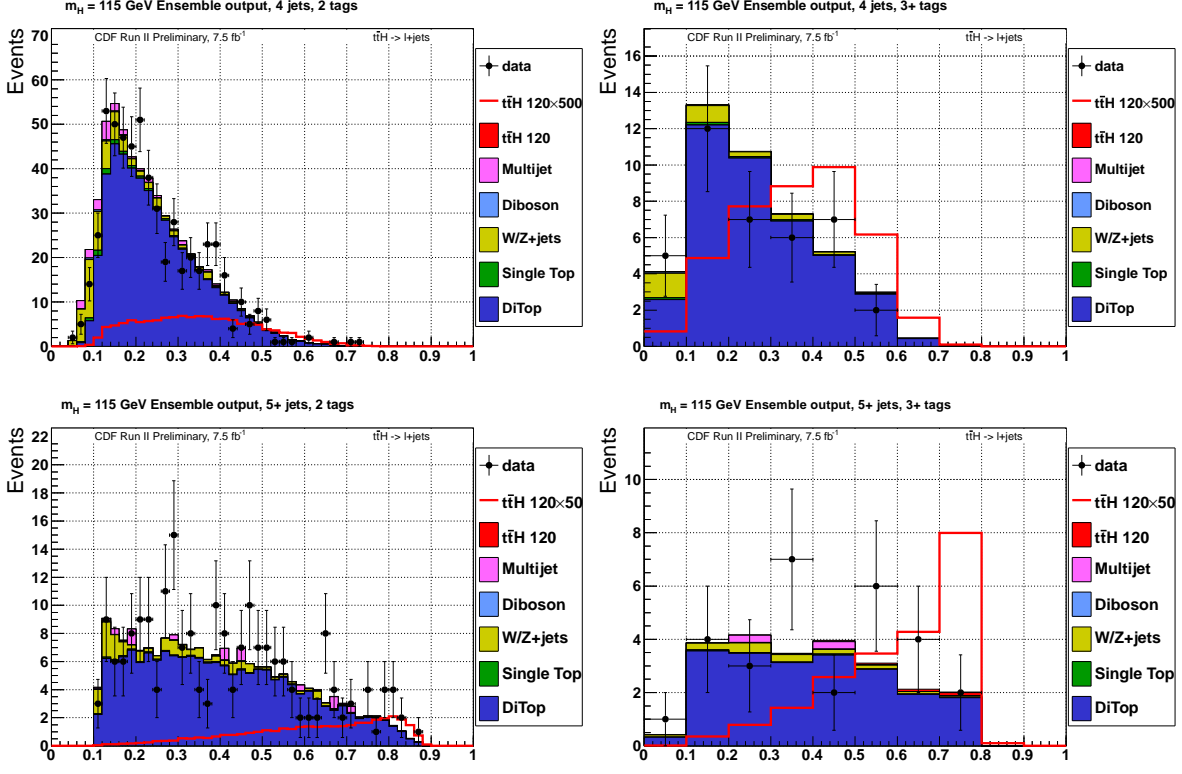 m_H = 115 GeV Ensemble output, 4 jets, 2 tags
Events
CDF Run II Preliminary, 7.5 fb⁻¹
tt̄H -> l+jets
70
60
50
40
30
20
10
0
0 0.1 0.2 0.3 0.4 0.5 0.6 0.7 0.8 0.9 1
data
tt̄H 120×500
tt̄H 120
Multijet
Diboson
W/Z+jets
Single Top
DiTop
m_H = 115 GeV Ensemble output, 4 jets, 3+ tags
Events
CDF Run II Preliminary, 7.5 fb⁻¹
tt̄H -> l+jets
16
14
12
10
8
6
4
2
0
0 0.1 0.2 0.3 0.4 0.5 0.6 0.7 0.8 0.9 1
data
tt̄H 120×500
tt̄H 120
Multijet
Diboson
W/Z+jets
Single Top
DiTop
m_H = 115 GeV Ensemble output, 5+ jets, 2 tags
Events
CDF Run II Preliminary, 7.5 fb⁻¹
tt̄H -> l+jets
22
20
18
16
14
12
10
8
6
4
2
0
0 0.1 0.2 0.3 0.4 0.5 0.6 0.7 0.8 0.9 1
data
tt̄H 120×50
tt̄H 120
Multijet
Diboson
W/Z+jets
Single Top
DiTop
m_H = 115 GeV Ensemble output, 5+ jets, 3+ tags
Events
CDF Run II Preliminary, 7.5 fb⁻¹
tt̄H -> l+jets
10
8
6
4
2
0
0 0.1 0.2 0.3 0.4 0.5 0.6 0.7 0.8 0.9 1
data
tt̄H 120×50
tt̄H 120
Multijet
Diboson
W/Z+jets
Single Top
DiTop